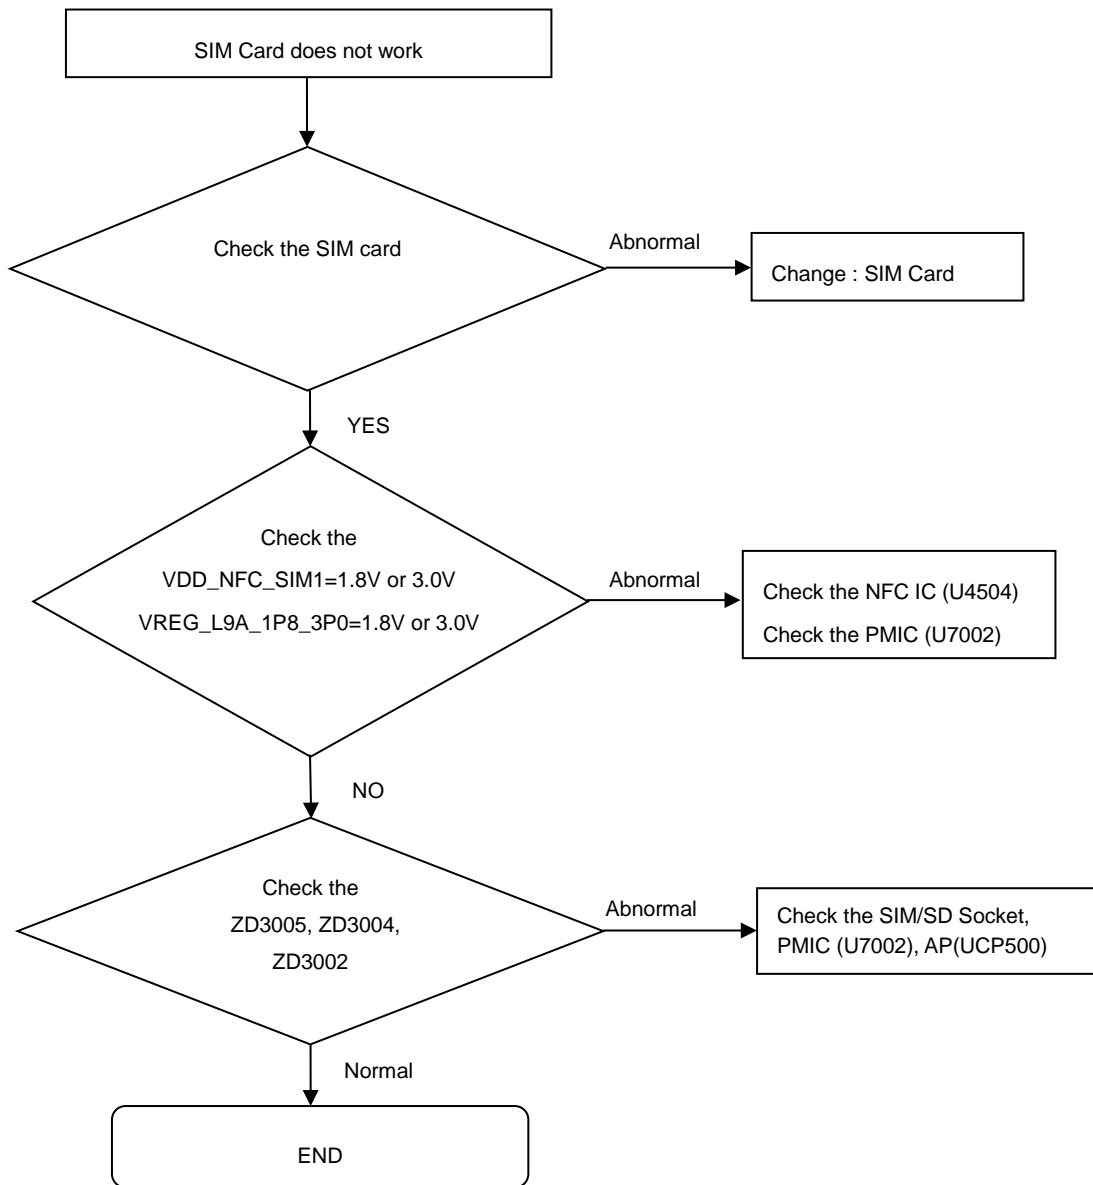 SIM Card does not work
Check the SIM card
Abnormal
Change : SIM Card
YES
Check the
VDD_NFC_SIM1=1.8V or 3.0V
VREG_L9A_1P8_3P0=1.8V or 3.0V
Abnormal
Check the NFC IC (U4504)
Check the PMIC (U7002)
NO
Check the
ZD3005, ZD3004,
ZD3002
Abnormal
Check the SIM/SD Socket,
PMIC (U7002), AP(UCP500)
Normal
END